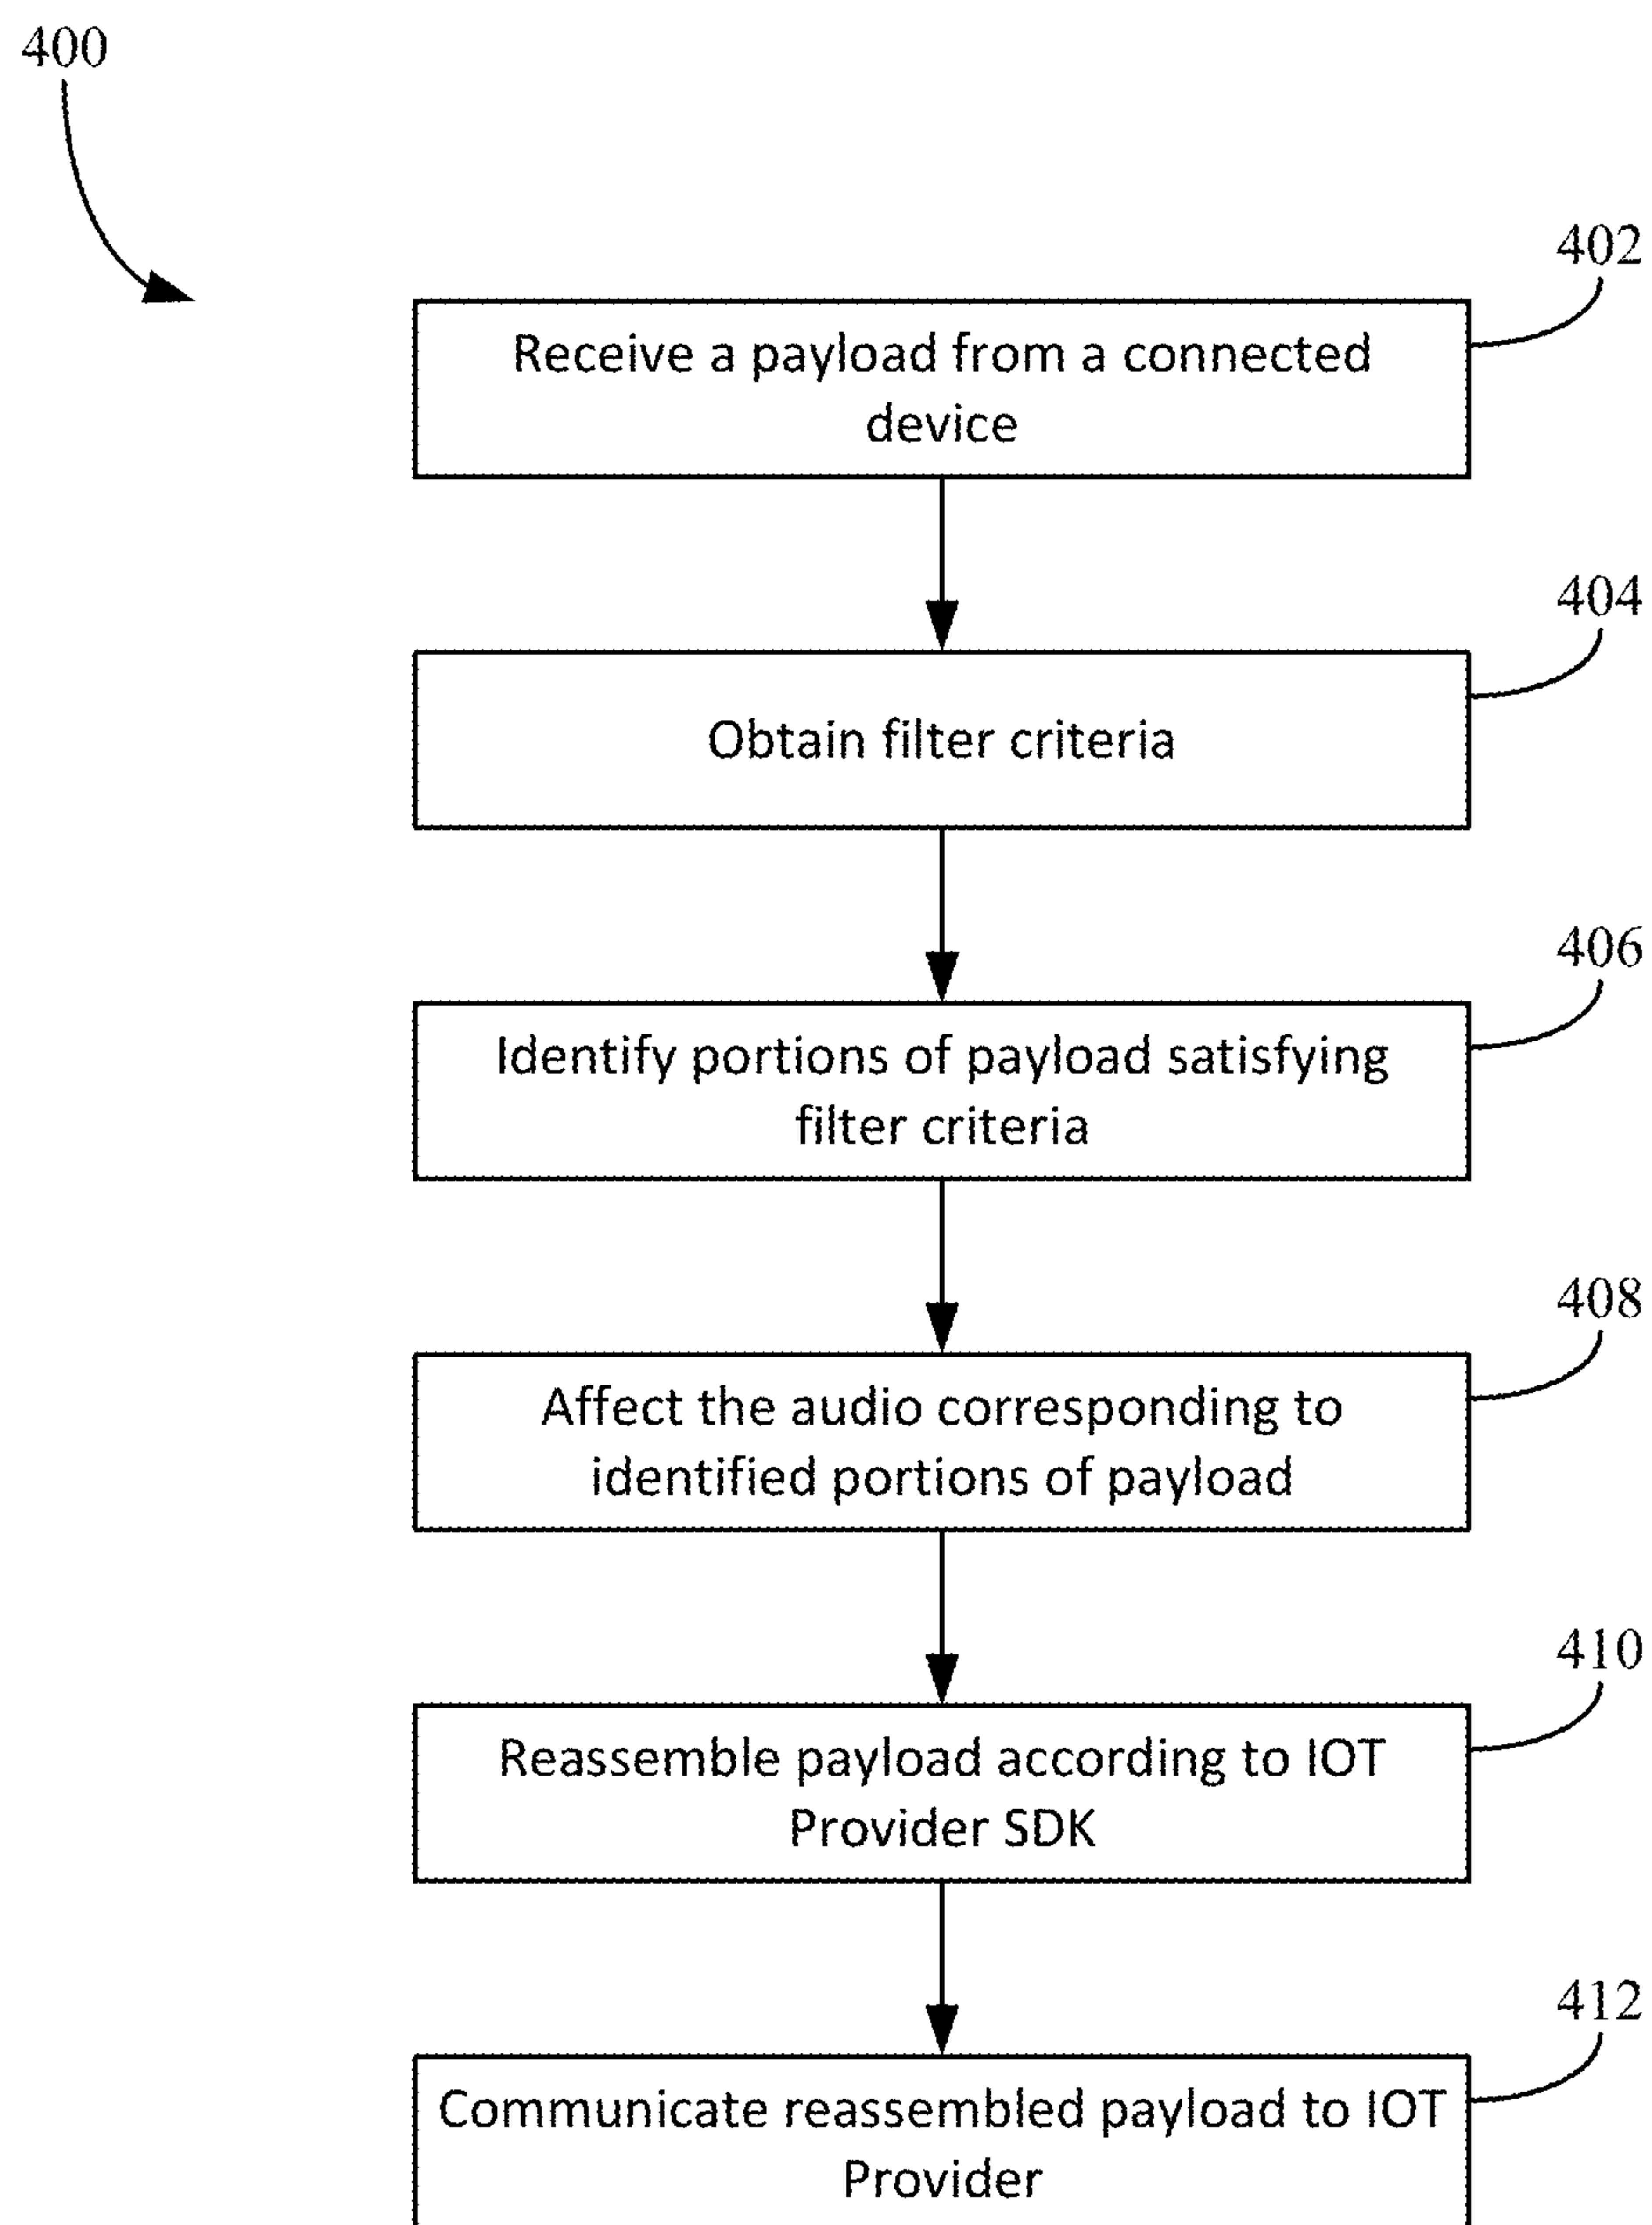 400
402
Receive a payload from a connected
device
404
Obtain filter criteria
406
Identify portions of payload satisfying
filter criteria
408
Affect the audio corresponding to
identified portions of payload
410
Reassemble payload according to IOT
Provider SDK
412
Communicate reassembled payload to IOT
Provider